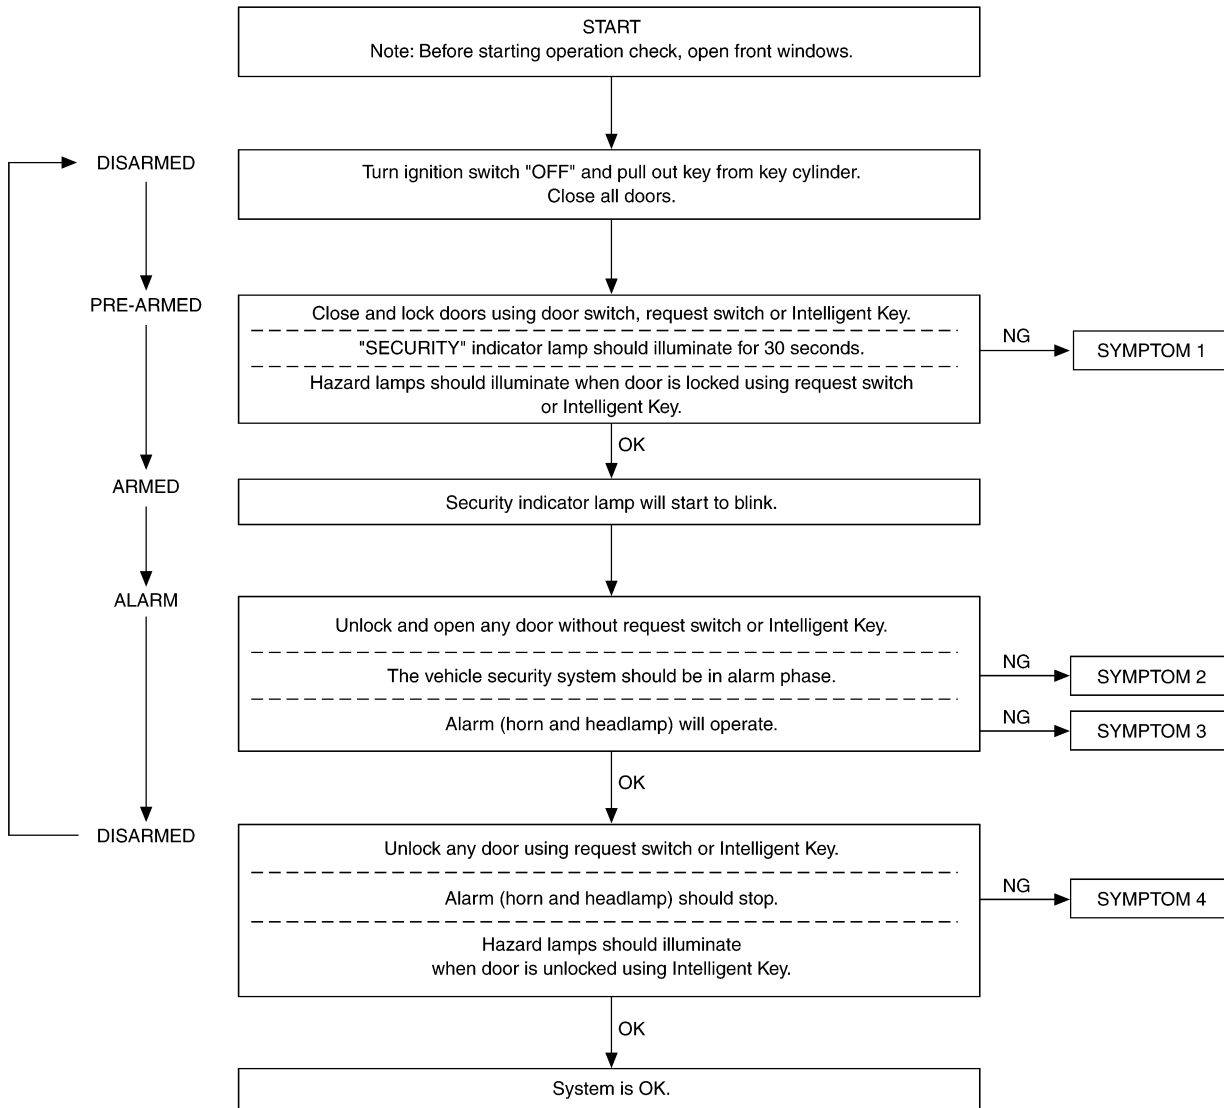 START
Note: Before starting operation check, open front windows.
DISARMED
Turn ignition switch "OFF" and pull out key from key cylinder.
Close all doors.
PRE-ARMED
Close and lock doors using door switch, request switch or Intelligent Key.
"SECURITY" indicator lamp should illuminate for 30 seconds.
Hazard lamps should illuminate when door is locked using request switch
or Intelligent Key.
NG
SYMPTOM 1
OK
ARMED
Security indicator lamp will start to blink.
ALARM
Unlock and open any door without request switch or Intelligent Key.
The vehicle security system should be in alarm phase.
NG
SYMPTOM 2
Alarm (horn and headlamp) will operate.
NG
SYMPTOM 3
OK
DISARMED
Unlock any door using request switch or Intelligent Key.
Alarm (horn and headlamp) should stop.
NG
SYMPTOM 4
Hazard lamps should illuminate
when door is unlocked using Intelligent Key.
OK
System is OK.